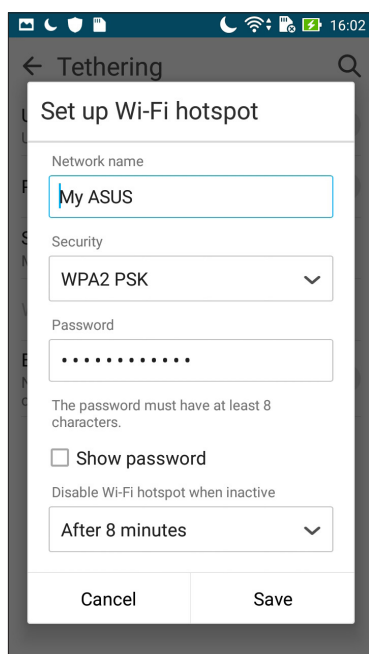 16:02
Tethering
Set up Wi-Fi hotspot
Network name
My ASUS
Security
WPA2 PSK
Password
••••••••••••
The password must have at least 8
characters.
Show password
Disable Wi-Fi hotspot when inactive
After 8 minutes
Cancel
Save